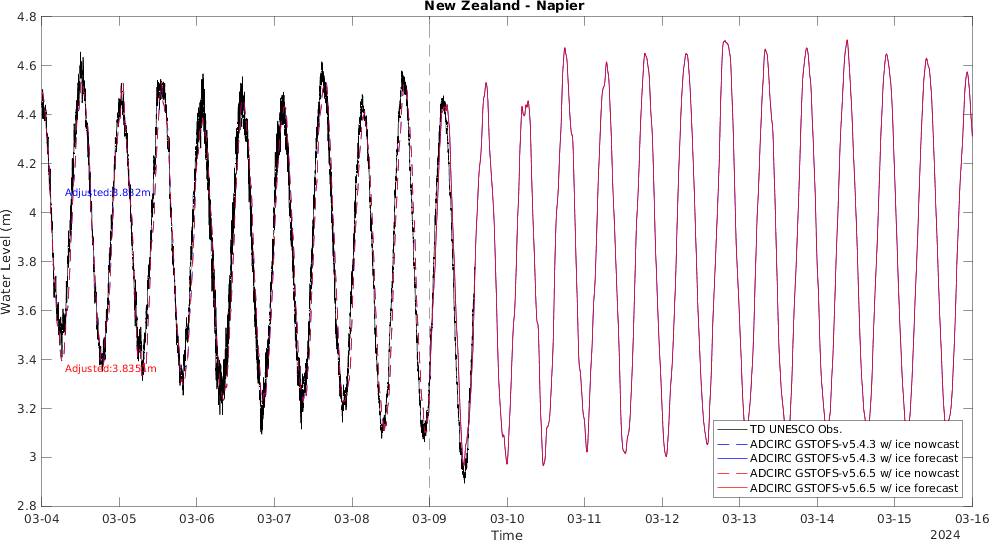 New Zealand - Napier
4.8
4.6
4.4
4.2
4
3.8
3.6
3.4
3.2
3
2.8
Water Level (m)
Adjusted:3.832m
Adjusted:3.8351m
TD UNESCO Obs.
ADCIRC GSTOFS-v5.4.3 w/ ice nowcast
ADCIRC GSTOFS-v5.4.3 w/ ice forecast
ADCIRC GSTOFS-v5.6.5 w/ ice nowcast
ADCIRC GSTOFS-v5.6.5 w/ ice forecast
03-04 03-05 03-06 03-07 03-08 03-09 03-10 03-11 03-12 03-13 03-14 03-15 03-16
Time
2024